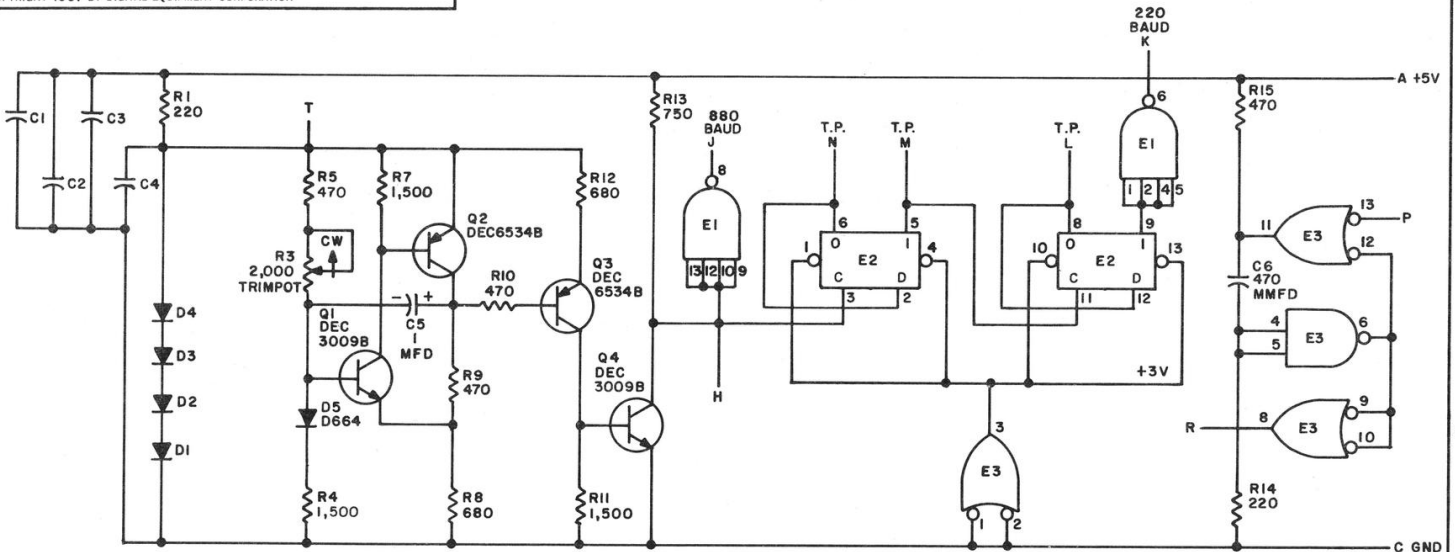 220
BAUD
K
A +5V
C1
C3
C2
C4
R1
220
T
R5
470
R7
1,500
R12
680
R13
750
880
BAUD
J
8
E1
13 12 10 9
T.P.
N
T.P.
M
T.P.
L
6
E1
1 2 4 5
R15
470
Q2
DEC6534B
CW
R3
2,000
TRIMPOT
R10
470
Q3
DEC
6534B
- +
C5
1
MFD
Q1
DEC
3009B
6 5
1 0 1 4
E2
C D
3 2
8 9
10 0 1 13
E2
C D
11 12
11 E3 13 P
12
C6
470
MMFD
4
5
E3
6
D4
D3
D2
D1
R9
470
Q4
DEC
3009B
H
+3V
D5
D664
R 8 E3 9
10
3
E3
1 2
R4
1,500
R8
680
R11
1,500
R14
220
C GND